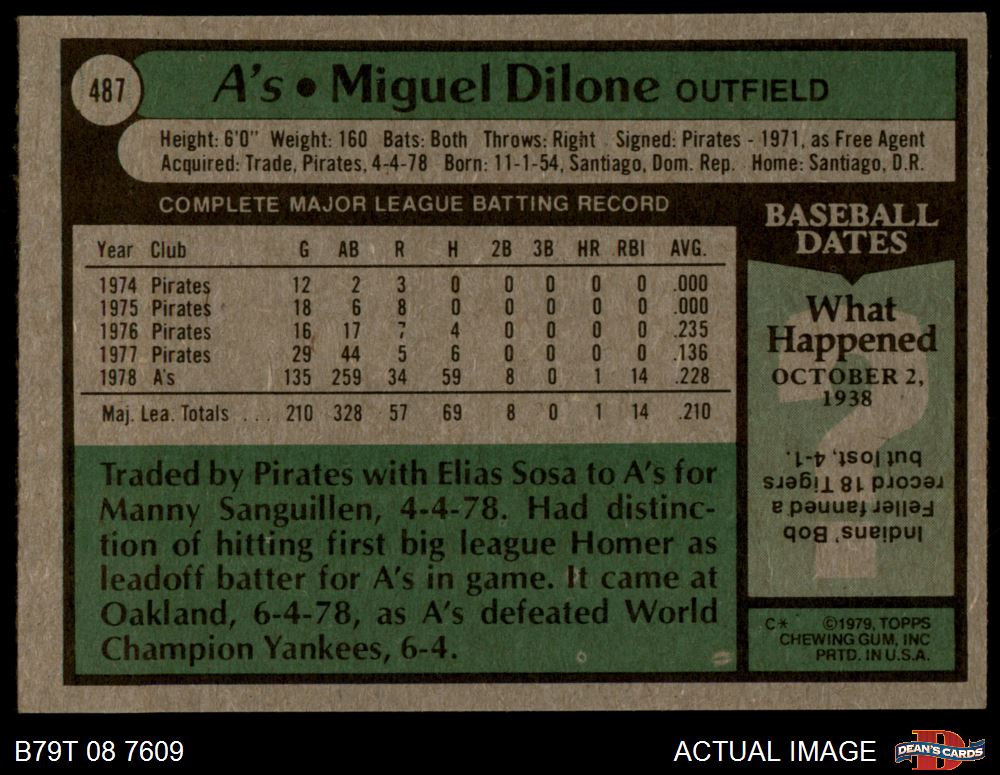 487
A's • Miguel Dilone OUTFIELD
Height: 6'0" Weight: 160 Bats: Both Throws: Right Signed: Pirates - 1971, as Free Agent
Acquired: Trade, Pirates, 4-4-78 Born: 11-1-54, Santiago, Dom. Rep. Home: Santiago, D.R.
COMPLETE MAJOR LEAGUE BATTING RECORD
Year Club G AB R H 2B 3B HR RBI AVG.
1974 Pirates 12 2 3 0 0 0 0 0 .000
1975 Pirates 18 6 8 0 0 0 0 0 .000
1976 Pirates 16 17 7 4 0 0 0 0 .235
1977 Pirates 29 44 5 6 0 0 0 0 .136
1978 A's 135 259 34 59 8 0 1 14 .228
Maj. Lea. Totals . . . 210 328 57 69 8 0 1 14 .210
Traded by Pirates with Elias Sosa to A's for
Manny Sanguillen, 4-4-78. Had distinc-
tion of hitting first big league Homer as
leadoff batter for A's in game. It came at
Oakland, 6-4-78, as A's defeated World
Champion Yankees, 6-4.
BASEBALL
DATES
What
Happened
OCTOBER 2,
1938
Indians' Bob
Feller fanned a
record 18 Tigers
but lost, 4-1.
C* ©1979, TOPPS
CHEWING GUM, INC
PRTD. IN U.S.A.
B79T 08 7609
ACTUAL IMAGE
DEAN'S CARDS